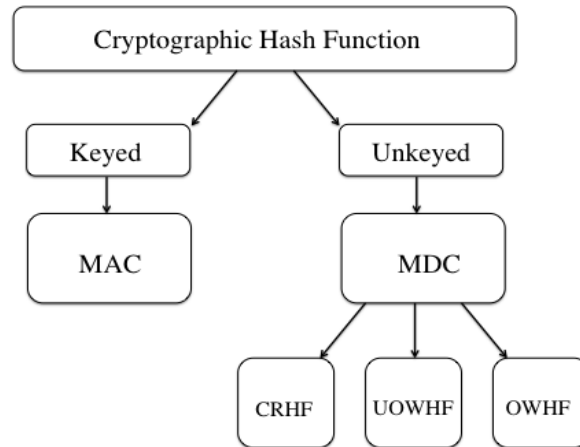 Cryptographic Hash Function
Keyed
Unkeyed
MAC
MDC
CRHF
UOWHF
OWHF